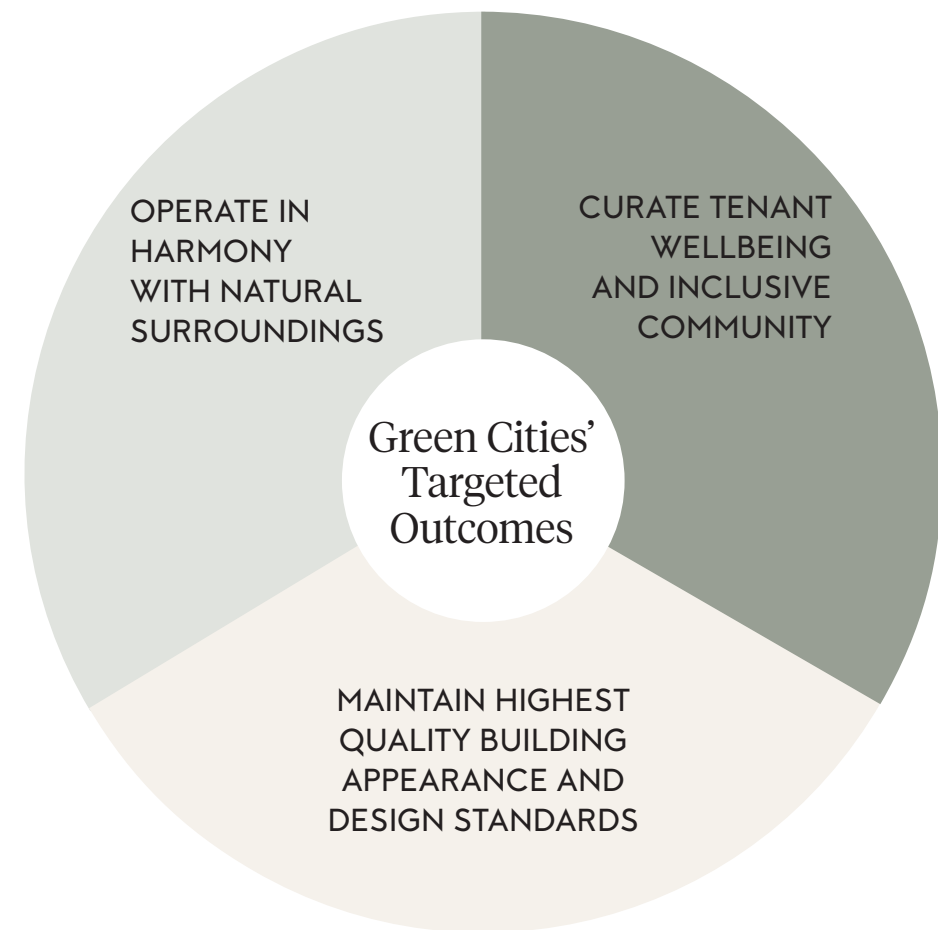 OPERATE IN
HARMONY
WITH NATURAL
SURROUNDINGS
CURATE TENANT
WELLBEING
AND INCLUSIVE
COMMUNITY
Green Cities’
Targeted
Outcomes
MAINTAIN HIGHEST
QUALITY BUILDING
APPEARANCE AND
DESIGN STANDARDS